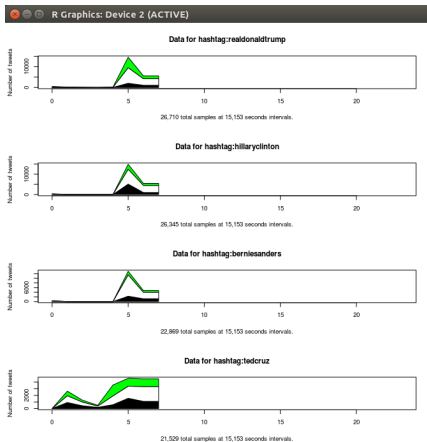 R Graphics: Device 2 (ACTIVE)
Data for hashtag:realdonaldtrump
Number of tweets
0 10000
0 5 10 15 20
26,710 total samples at 15,153 seconds intervals.
Data for hashtag:hillaryclinton
Number of tweets
0 10000
0 5 10 15 20
26,345 total samples at 15,153 seconds intervals.
Data for hashtag:berniesanders
Number of tweets
0 6000
0 5 10 15 20
22,869 total samples at 15,153 seconds intervals.
Data for hashtag:tedcruz
Number of tweets
0 2000
0 5 10 15 20
21,529 total samples at 15,153 seconds intervals.